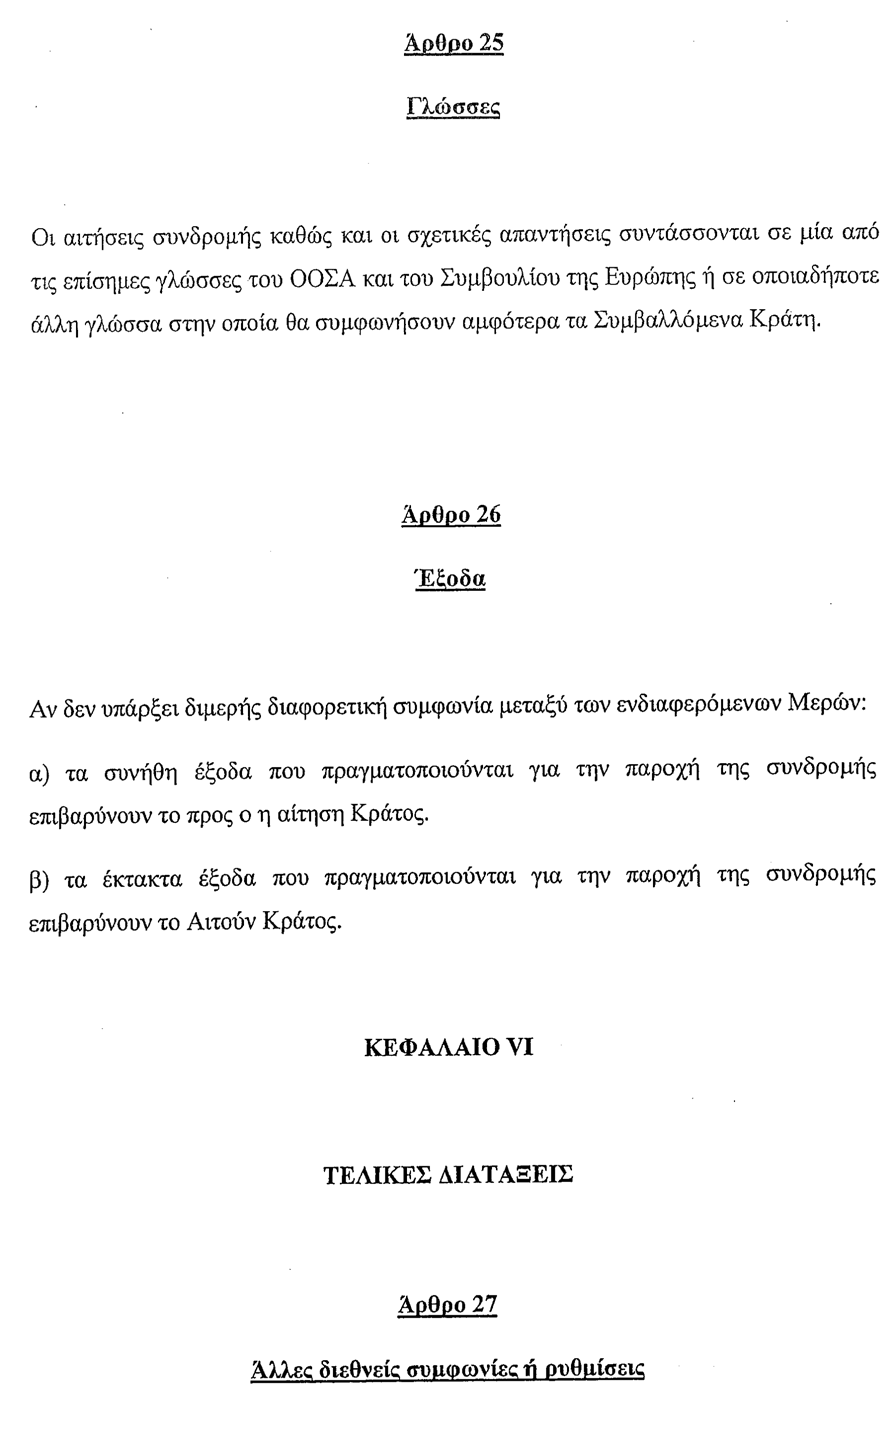 Άρθρο 25
Γλώσσες
Οι αιτήσεις συνδρομής καθώς και οι σχετικές απαντήσεις συντάσσονται σε μία από
τις επίσημες γλώσσες του ΟΟΣΑ και του Συμβουλίου της Ευρώπης ή σε οποιαδήποτε
άλλη γλώσσα στην οποία θα συμφωνήσουν αμφότερα τα Συμβαλλόμενα Κράτη.
Άρθρο 26
Έξοδα
Αν δεν υπάρξει διμερής διαφορετική συμφωνία μεταξύ των ενδιαφερόμενων Μερών:
α) τα συνήθη έξοδα που πραγματοποιούνται για την παροχή της συνδρομής
επιβαρύνουν το προς ο η αίτηση Κράτος.
β) τα έκτακτα έξοδα που πραγματοποιούνται για την παροχή της συνδρομής
επιβαρύνουν το Αιτούν Κράτος.
ΚΕΦΑΛΑΙΟ VI
ΤΕΛΙΚΕΣ ΔΙΑΤΑΞΕΙΣ
Άρθρο 27
Άλλες διεθνείς συμφωνίες ή ρυθμίσεις